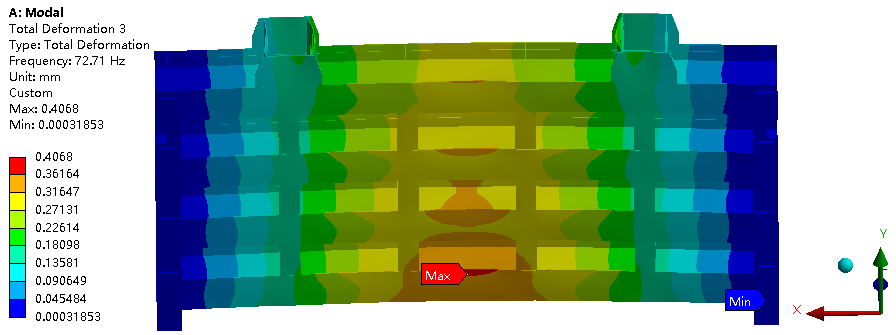 A: Modal
Total Deformation 3
Type: Total Deformation
Frequency: 72.71 Hz
Unit: mm
Custom
Max: 0.4068
Min: 0.00031853
0.4068
0.36164
0.31647
0.27131
0.22614
0.18098
0.13581
0.090649
0.045484
0.00031853
Max
Min
Y
X